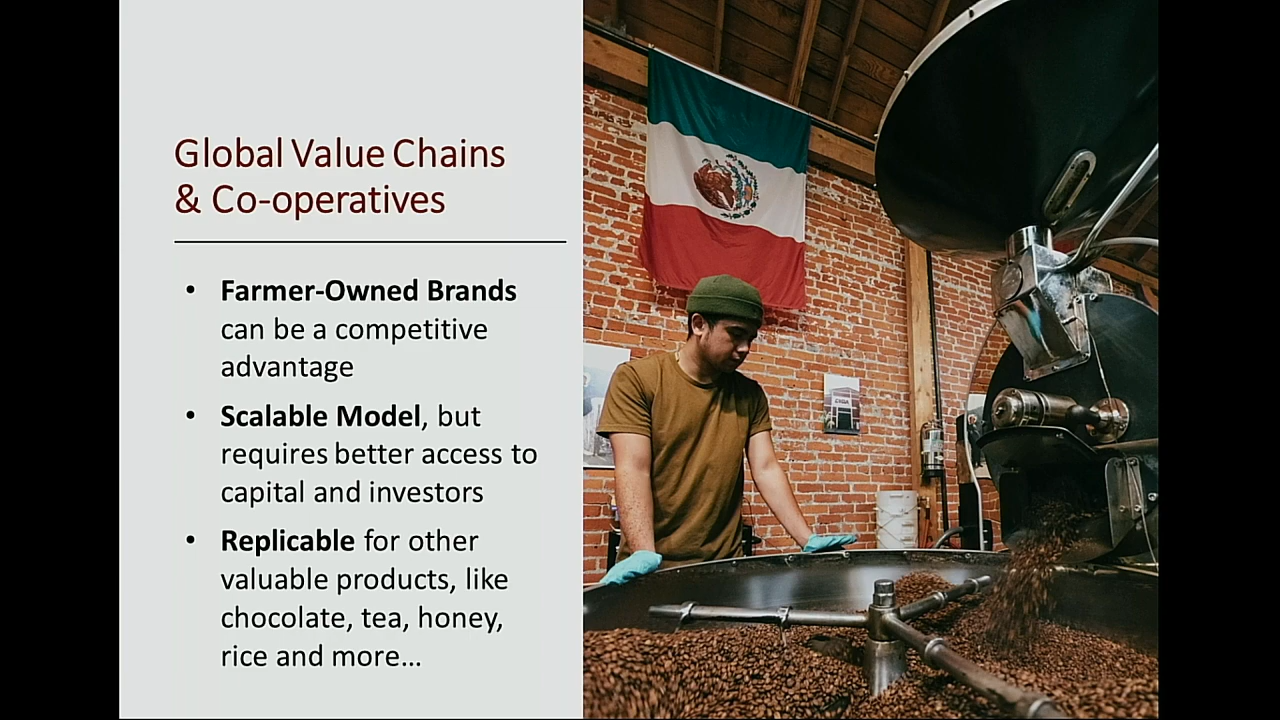 Global Value Chains
& Co-operatives
• Farmer-Owned Brands
can be a competitive
advantage
• Scalable Model, but
requires better access to
capital and investors
• Replicable for other
valuable products, like
chocolate, tea, honey,
rice and more...